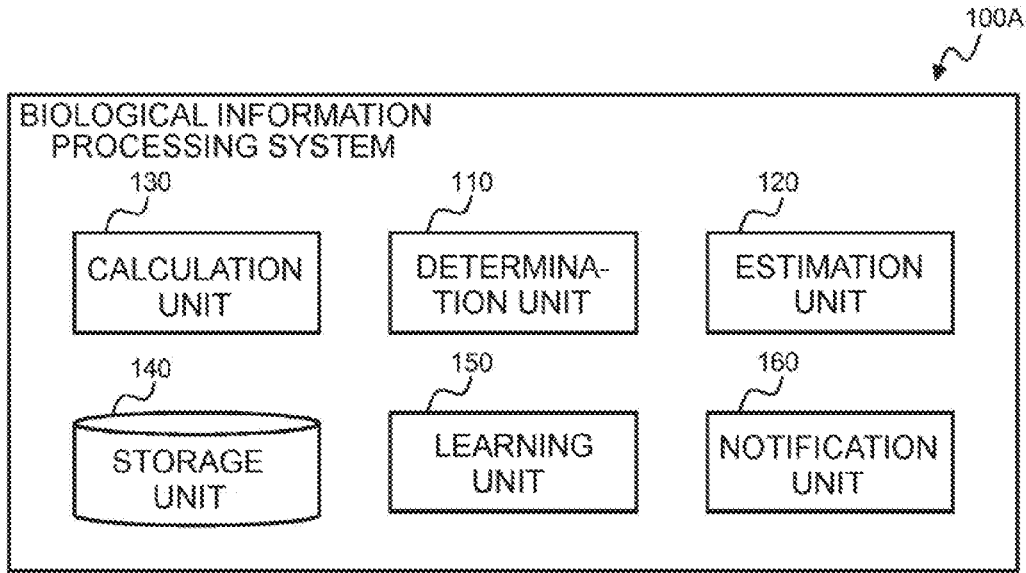 100A
BIOLOGICAL INFORMATION
PROCESSING SYSTEM
130
110
120
CALCULATION
UNIT
DETERMINA-
TION UNIT
ESTIMATION
UNIT
140
150
160
STORAGE
UNIT
LEARNING
UNIT
NOTIFICATION
UNIT